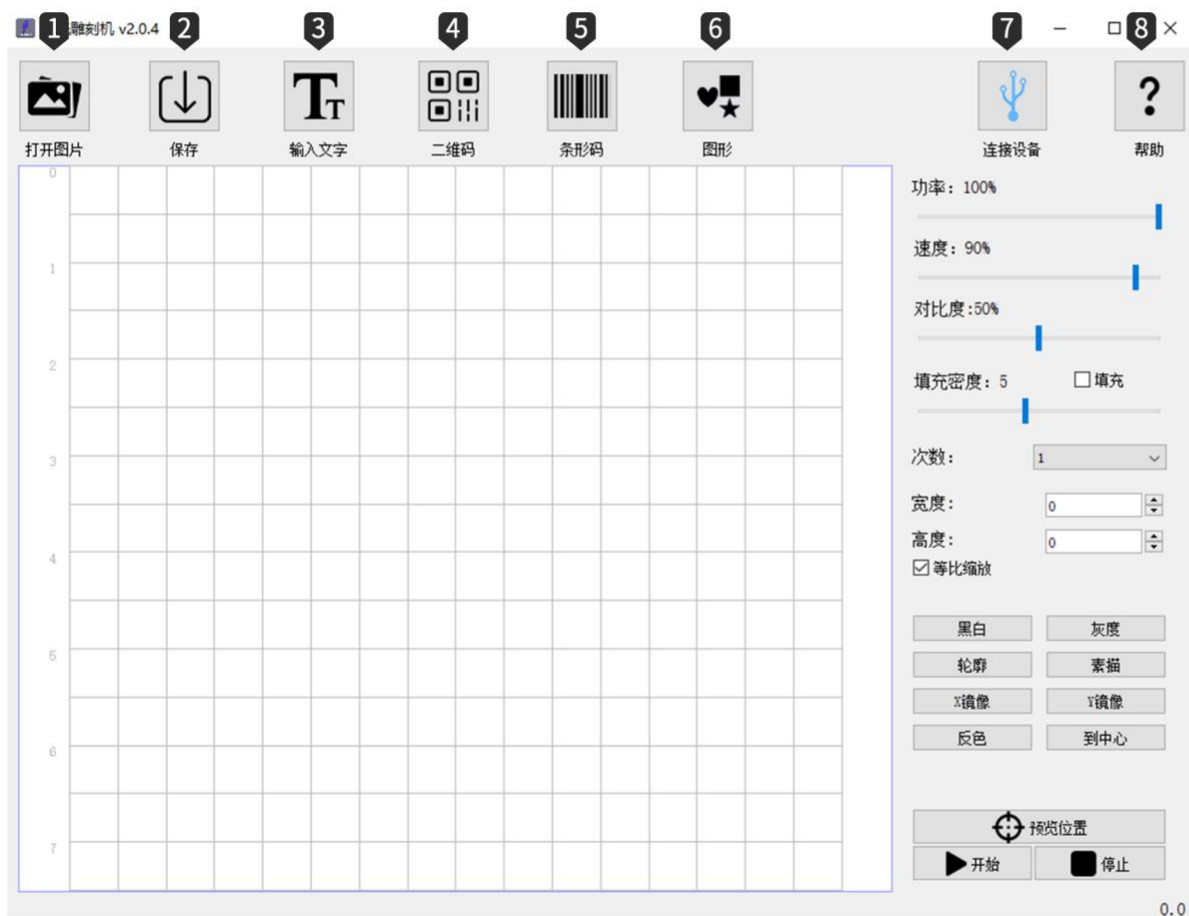 1 雕刻机 v2.0.4 2 3 4 5 6 7 8
打开图片 保存 输入文字 二维码 条形码 图形 连接设备 帮助
0
1
2
3
4
5
6
7
功率: 100%
速度: 90%
对比度:50%
填充密度: 5 填充
次数: 1
宽度: 0
高度: 0
等比缩放
黑白 灰度
轮廓 素描
X镜像 Y镜像
反色 到中心
预览位置
开始 停止
0.0